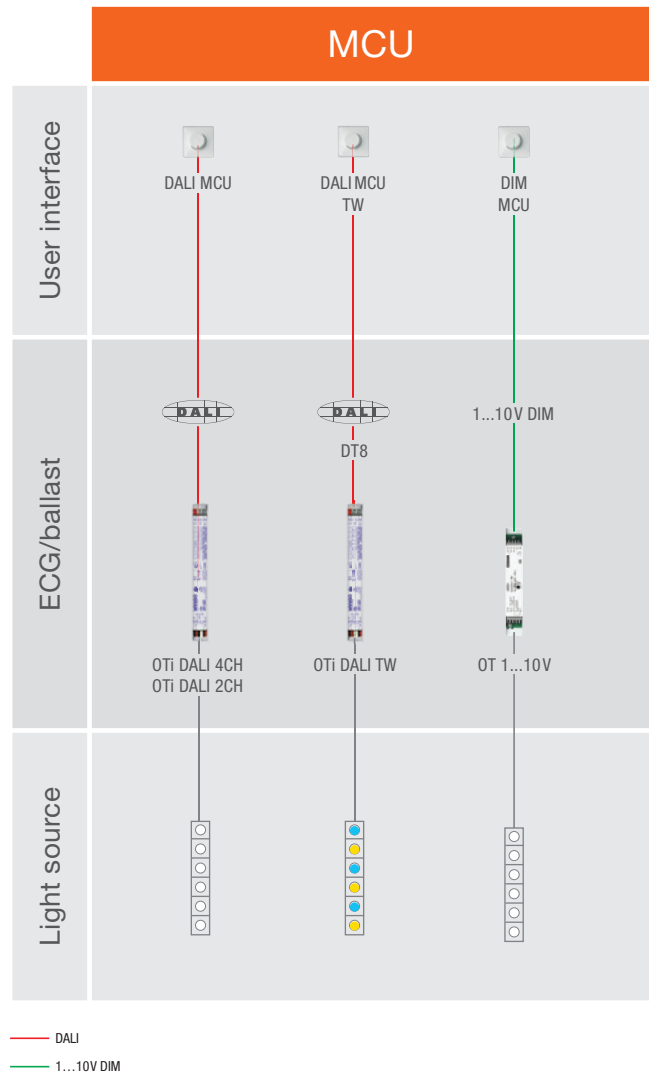 MCU
User interface
DALI MCU
DALI MCU
TW
DIM
MCU
ECG/ballast
DALI
DALI
DT8
1...10V DIM
OTi DALI 4CH
OTi DALI 2CH
OTi DALI TW
OT 1...10V
Light source
DALI
1...10V DIM